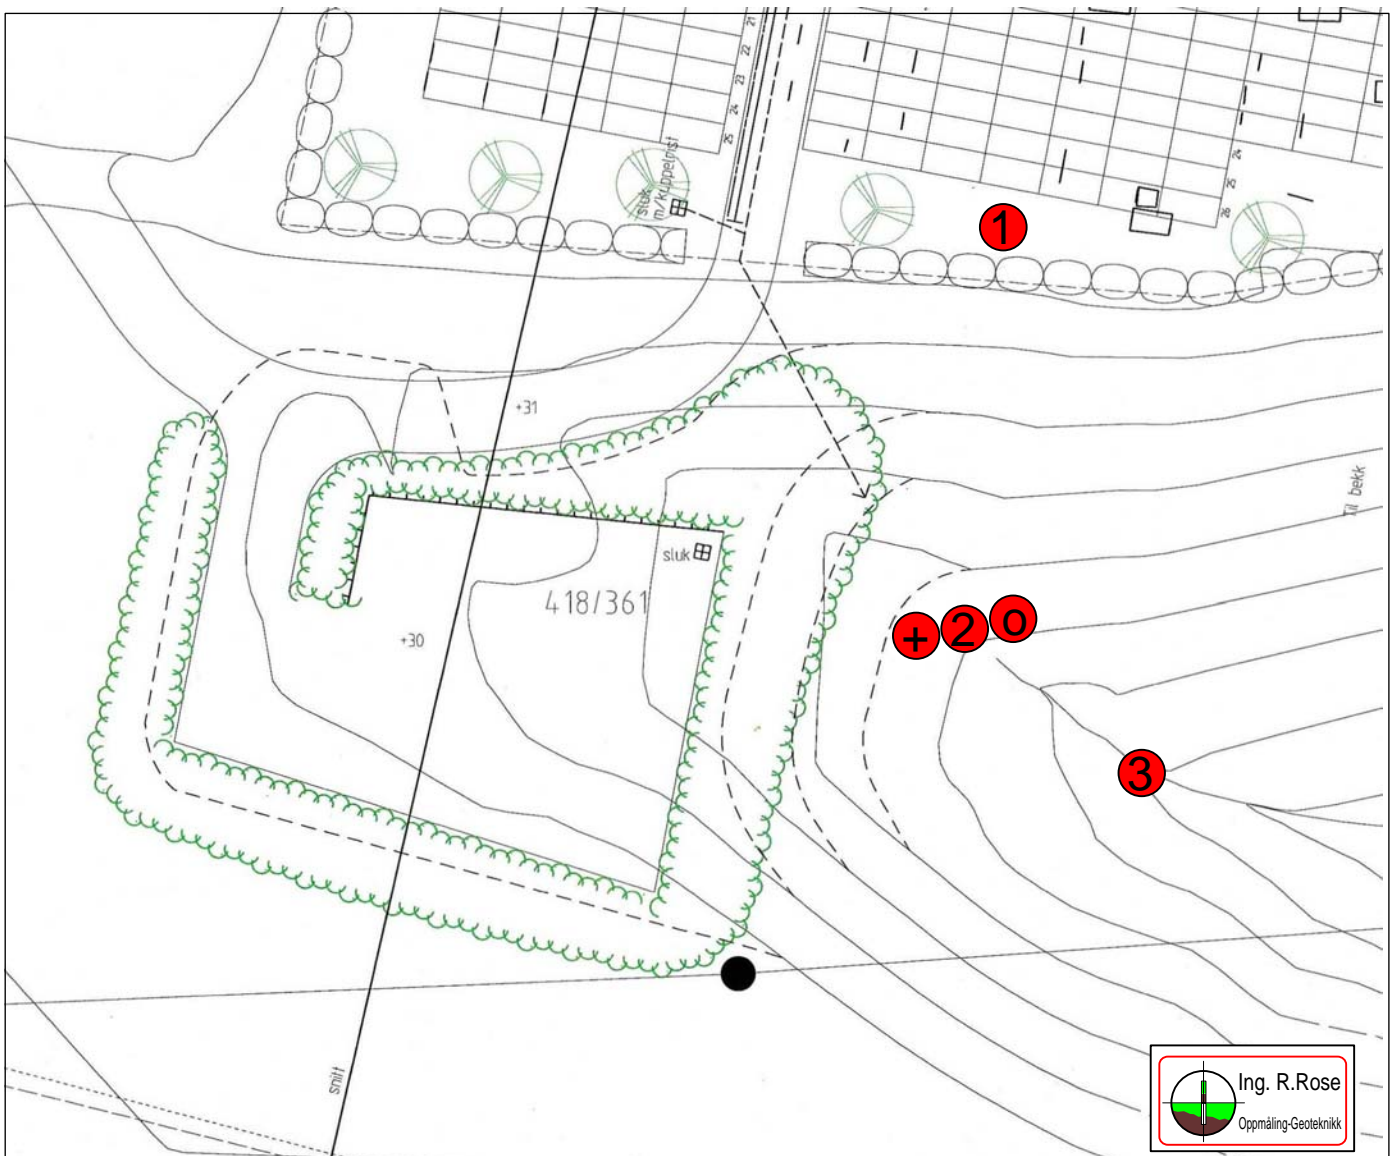 21
22
23
24
25
24
25
26
sluk
m/kuppelrist
1
+31
Til bekk
sluk
418/361
+30
+
2
o
3
snitt
Ing. R.Rose
Oppmåling-Geoteknikk